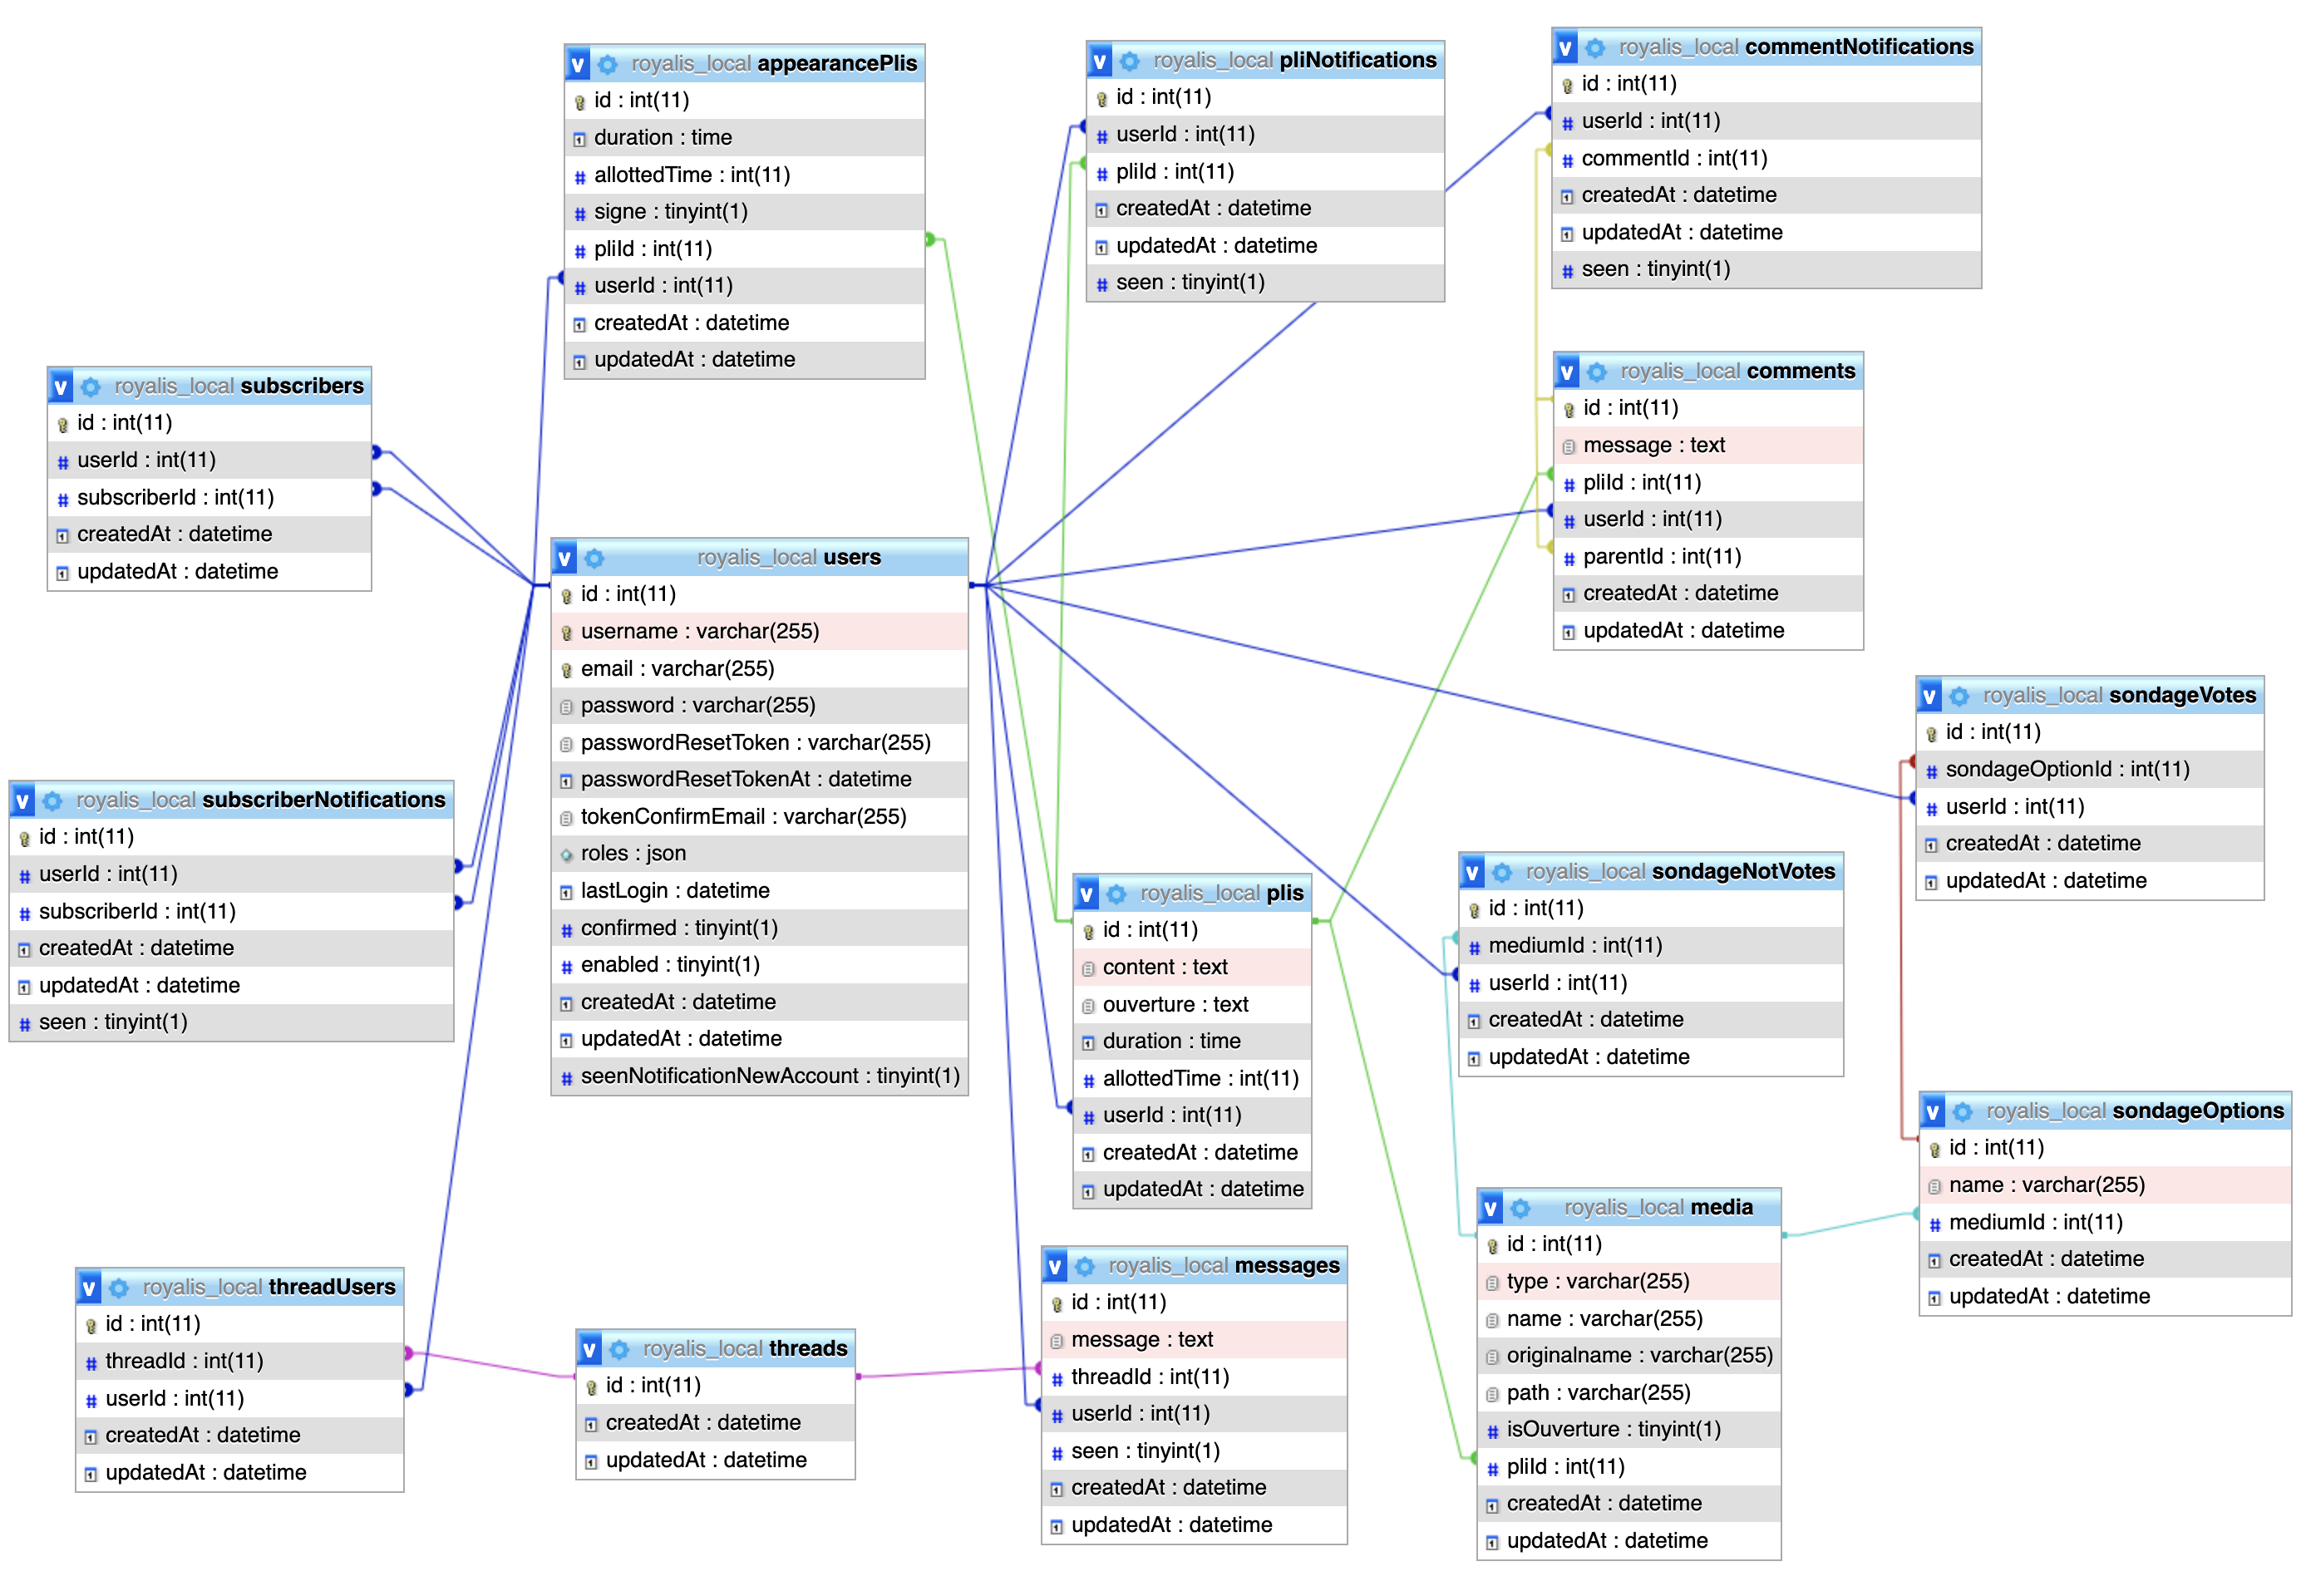 royalis_local appearancePlis
id : int(11)
duration : time
allottedTime : int(11)
signe : tinyint(1)
pliId : int(11)
userId : int(11)
createdAt : datetime
updatedAt : datetime
royalis_local pliNotifications
id : int(11)
userId : int(11)
pliId : int(11)
createdAt : datetime
updatedAt : datetime
seen : tinyint(1)
royalis_local commentNotifications
id : int(11)
userId : int(11)
commentId : int(11)
createdAt : datetime
updatedAt : datetime
seen : tinyint(1)
royalis_local subscribers
id : int(11)
userId : int(11)
subscriberId : int(11)
createdAt : datetime
updatedAt : datetime
royalis_local comments
id : int(11)
message : text
pliId : int(11)
userId : int(11)
parentId : int(11)
createdAt : datetime
updatedAt : datetime
royalis_local users
id : int(11)
username : varchar(255)
email : varchar(255)
password : varchar(255)
passwordResetToken : varchar(255)
passwordResetTokenAt : datetime
tokenConfirmEmail : varchar(255)
roles : json
lastLogin : datetime
confirmed : tinyint(1)
enabled : tinyint(1)
createdAt : datetime
updatedAt : datetime
seenNotificationNewAccount : tinyint(1)
royalis_local sondageVotes
id : int(11)
sondageOptionId : int(11)
userId : int(11)
createdAt : datetime
updatedAt : datetime
royalis_local subscriberNotifications
id : int(11)
userId : int(11)
subscriberId : int(11)
createdAt : datetime
updatedAt : datetime
seen : tinyint(1)
royalis_local plis
id : int(11)
content : text
ouverture : text
duration : time
allottedTime : int(11)
userId : int(11)
createdAt : datetime
updatedAt : datetime
royalis_local sondageNotVotes
id : int(11)
mediumId : int(11)
userId : int(11)
createdAt : datetime
updatedAt : datetime
royalis_local sondageOptions
id : int(11)
name : varchar(255)
mediumId : int(11)
createdAt : datetime
updatedAt : datetime
royalis_local media
id : int(11)
type : varchar(255)
name : varchar(255)
originalname : varchar(255)
path : varchar(255)
isOuverture : tinyint(1)
pliId : int(11)
createdAt : datetime
updatedAt : datetime
royalis_local threadUsers
id : int(11)
threadId : int(11)
userId : int(11)
createdAt : datetime
updatedAt : datetime
royalis_local threads
id : int(11)
createdAt : datetime
updatedAt : datetime
royalis_local messages
id : int(11)
message : text
threadId : int(11)
userId : int(11)
seen : tinyint(1)
createdAt : datetime
updatedAt : datetime